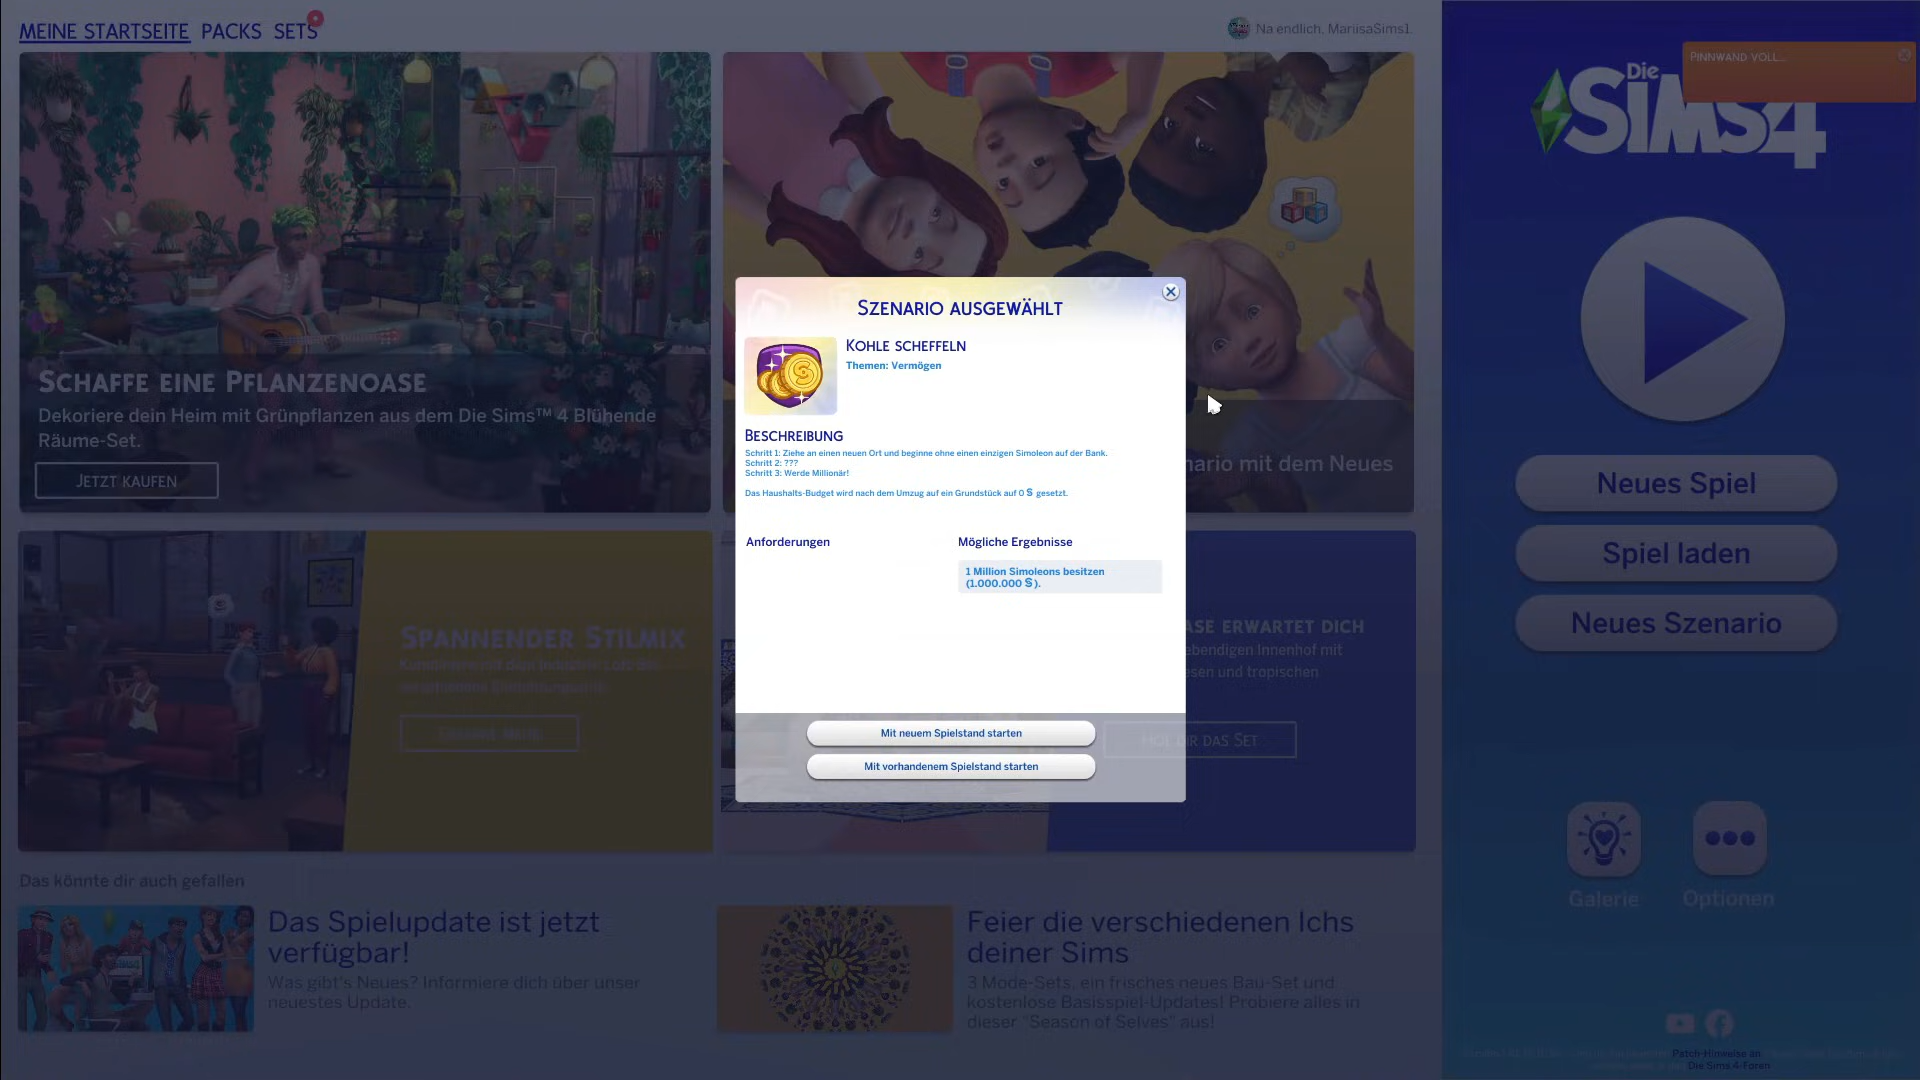 MEINE STARTSEITE PACKS SETS
Na endlich, MariisaSims1.
PINNWAND VOLL...
Die SIMS 4
SCHAFFE EINE PFLANZENOASE
Dekoriere dein Heim mit Grünpflanzen aus dem Die Sims™ 4 Blühende
Räume-Set.
JETZT KAUFEN
nario mit dem Neues
SZENARIO AUSGEWÄHLT
KOHLE SCHEFFELN
Themen: Vermögen
BESCHREIBUNG
Schritt 1: Ziehe an einen neuen Ort und beginne ohne einen einzigen Simoleon auf der Bank.
Schritt 2: ???
Schritt 3: Werde Millionär!
Das Haushalts-Budget wird nach dem Umzug auf ein Grundstück auf 0 § gesetzt.
Anforderungen
Mögliche Ergebnisse
1 Million Simoleons besitzen
(1.000.000 §).
Mit neuem Spielstand starten
Mit vorhandenem Spielstand starten
SPANNENDER STILMIX
ASE ERWARTET DICH
ebendigen Innenhof mit
esen und tropischen
HOL DIR DAS SET
Neues Spiel
Spiel laden
Neues Szenario
Galerie
Optionen
Das könnte dir auch gefallen
Das Spielupdate ist jetzt
verfügbar!
Was gibt's Neues? Informiere dich über unser
neuestes Update.
Feier die verschiedenen Ichs
deiner Sims
3 Mode-Sets, ein frisches neues Bau-Set und
kostenlose Basisspiel-Updates! Probiere alles in
dieser "Season of Selves" aus!
Patch-Hinweise an
Die Sims 4-Foren